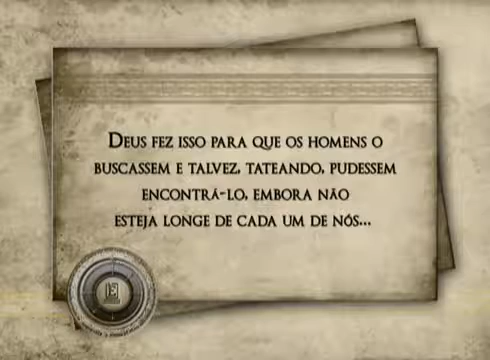 Deus fez isso para que os homens o
buscassem e talvez, tateando, pudessem
encontrá-lo, embora não
esteja longe de cada um de nós...